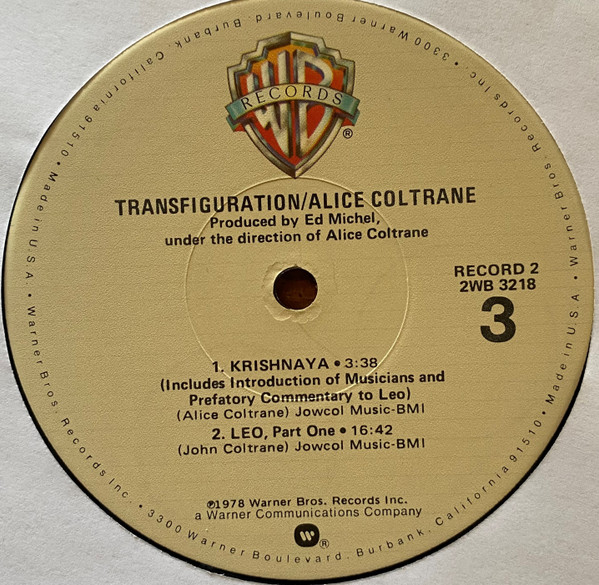 WB
RECORDS
®
TRANSFIGURATION/ALICE COLTRANE
Produced by Ed Michel,
under the direction of Alice Coltrane
RECORD 2
2WB 3218
3
1. KRISHNAYA • 3:38
(Includes Introduction of Musicians and
Prefatory Commentary to Leo)
(Alice Coltrane) Jowcol Music-BMI
2. LEO, Part One • 16:42
(John Coltrane) Jowcol Music-BMI
℗1978 Warner Bros. Records Inc.
a Warner Communications Company
®
Warner Bros. Records Inc. • 3300 Warner Boulevard, Burbank, California 91510 • Made in U.S.A. • Warner Bros. Records Inc. • 3300 Warner Boulevard, Burbank, California 91510 • Made in U.S.A. •